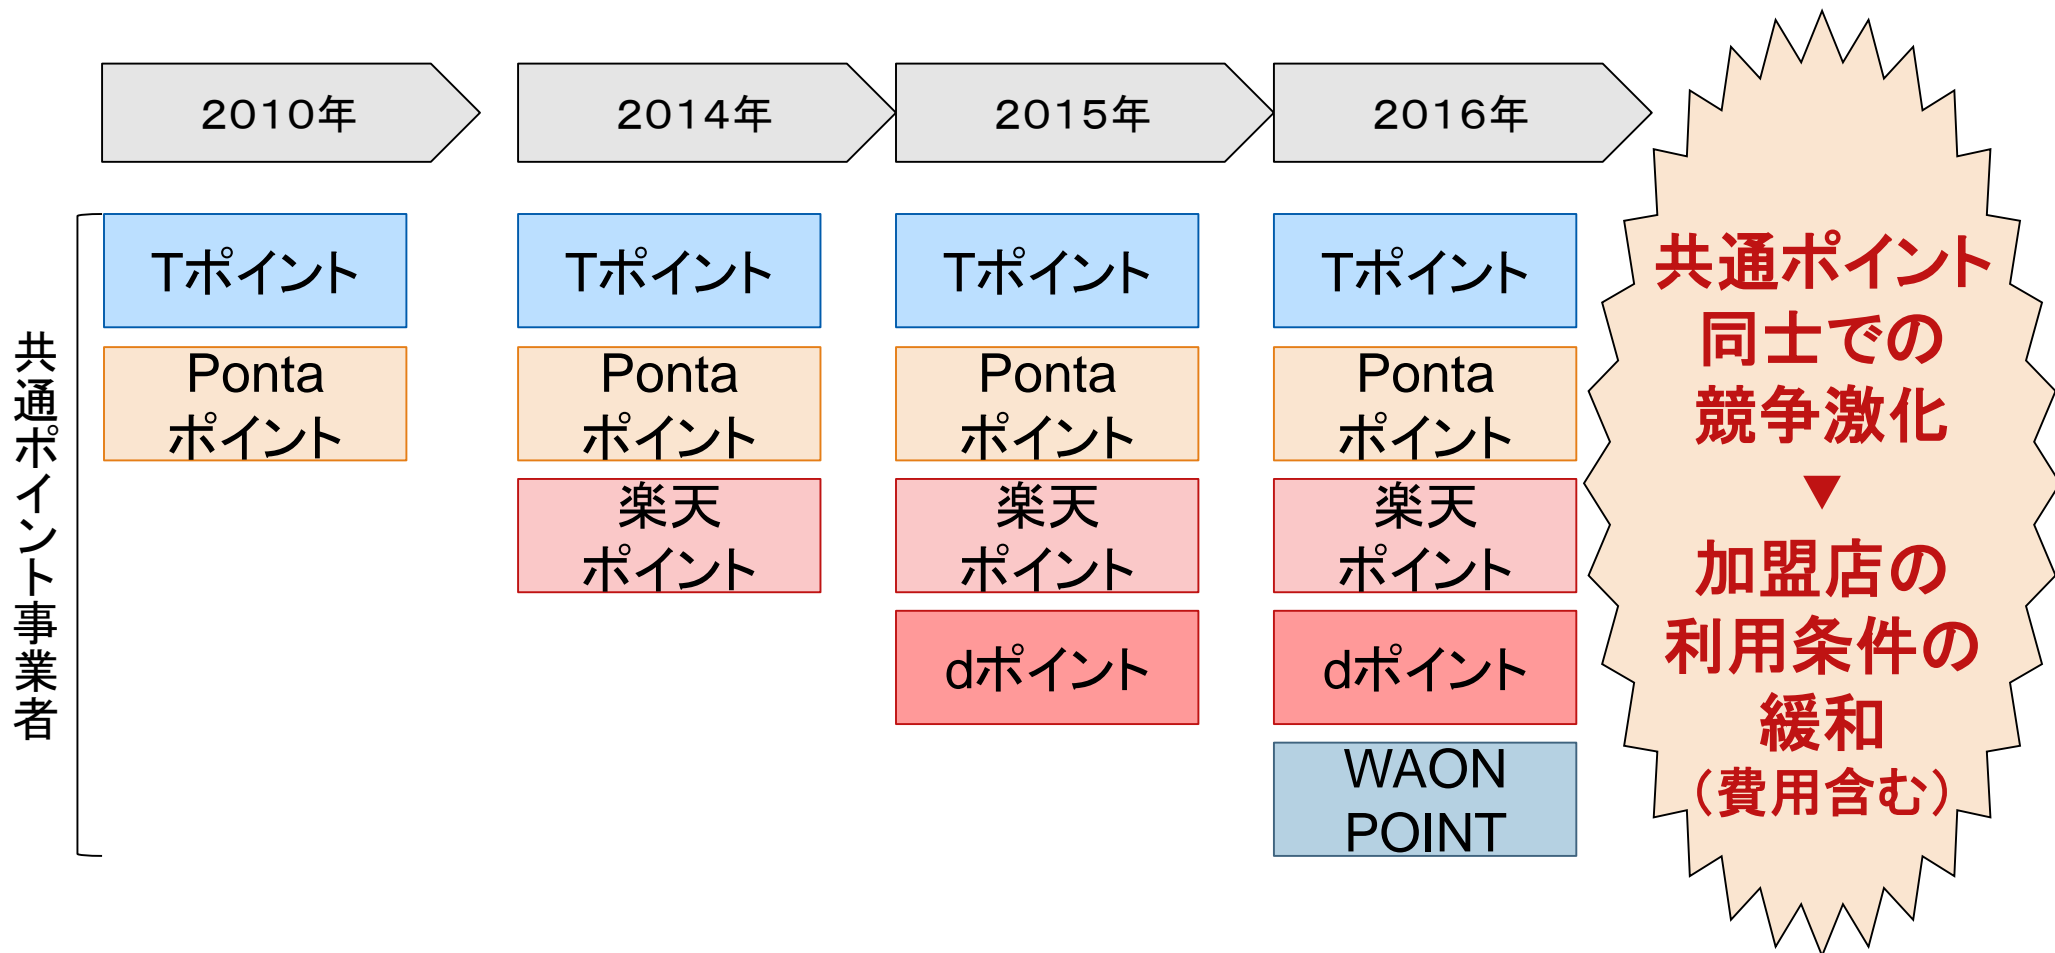 2010年
2014年
2015年
2016年
共通ポイント事業者
Tポイント
Tポイント
Tポイント
Tポイント
Ponta
ポイント
Ponta
ポイント
Ponta
ポイント
Ponta
ポイント
楽天
ポイント
楽天
ポイント
楽天
ポイント
dポイント
dポイント
WAON
POINT
共通ポイント
同士での
競争激化
▼
加盟店の
利用条件の
緩和
（費用含む）